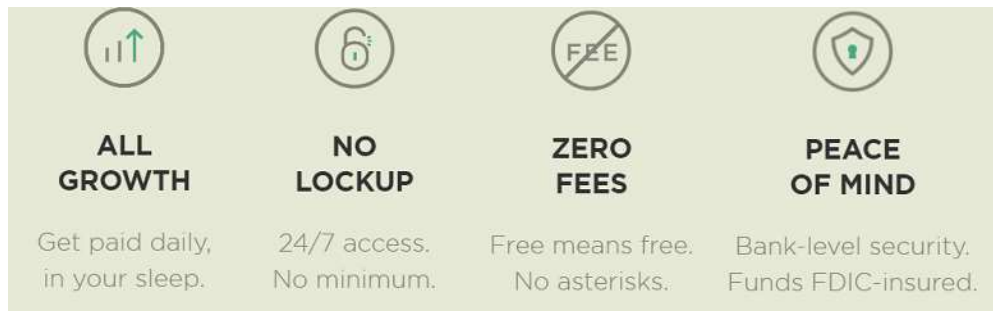 FEE
ALL
GROWTH
Get paid daily,
in your sleep.
NO
LOCKUP
24/7 access.
No minimum.
ZERO
FEES
Free means free.
No asterisks.
PEACE
OF MIND
Bank-level security.
Funds FDIC-insured.